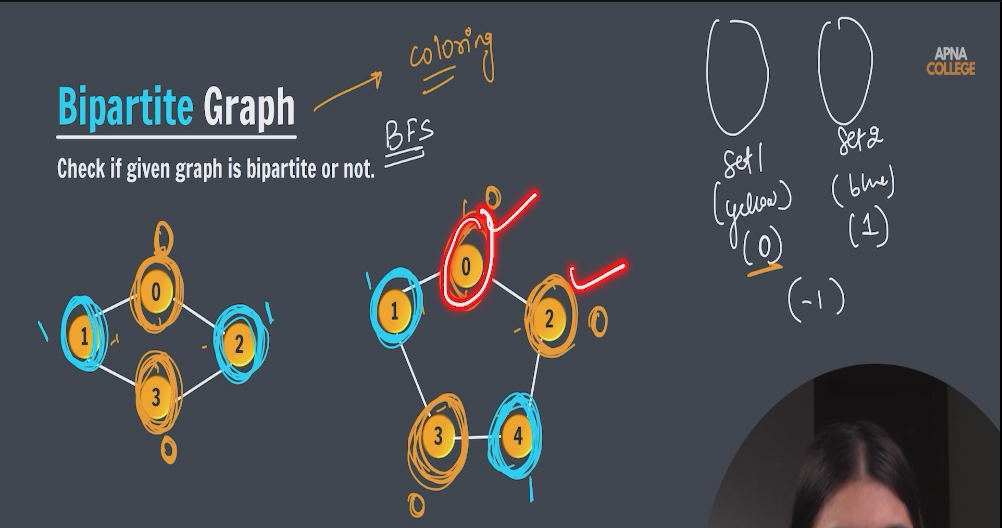 coloring
Bipartite Graph
BFS
Check if given graph is bipartite or not.
Set 1
(yellow)
(0)
Set 2
(blue)
(1)
(-1)
APNA
COLLEGE
0
0
1
1
2
1
3
0
0
0
1
1
2
0
3
0
4
1